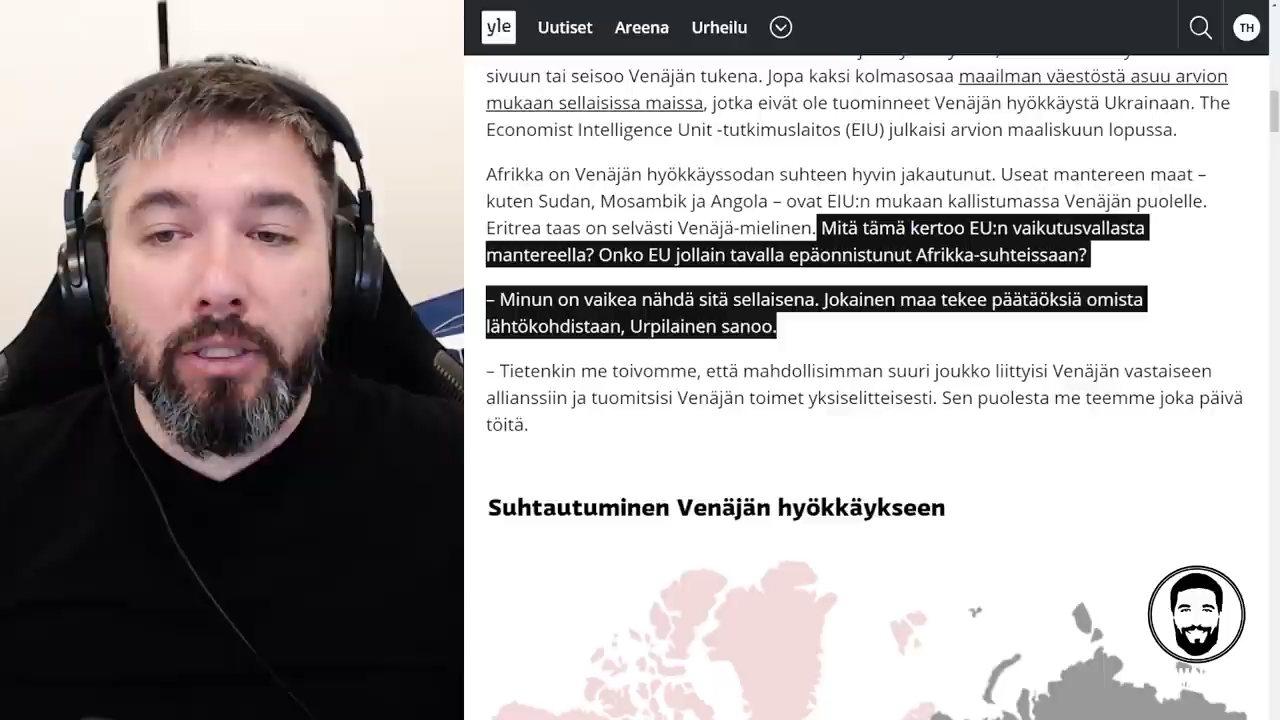 yle Uutiset Areena Urheilu TH
sivuun tai seisoo Venäjän tukena. Jopa kaksi kolmasosaa maailman väestöstä asuu arvion
mukaan sellaisissa maissa, jotka eivät ole tuominneet Venäjän hyökkäystä Ukrainaan. The
Economist Intelligence Unit -tutkimuslaitos (EIU) julkaisi arvion maaliskuun lopussa.
Afrikka on Venäjän hyökkäyssodan suhteen hyvin jakautunut. Useat mantereen maat –
kuten Sudan, Mosambik ja Angola – ovat EIU:n mukaan kallistumassa Venäjän puolelle.
Eritrea taas on selvästi Venäjä-mielinen. Mitä tämä kertoo EU:n vaikutusvallasta
mantereella? Onko EU jollain tavalla epäonnistunut Afrikka-suhteissaan?
– Minun on vaikea nähdä sitä sellaisena. Jokainen maa tekee päätäöksiä omista
lähtökohdistaan, Urpilainen sanoo.
– Tietenkin me toivomme, että mahdollisimman suuri joukko liittyisi Venäjän vastaiseen
allianssiin ja tuomitsisi Venäjän toimet yksiselitteisesti. Sen puolesta me teemme joka päivä
töitä.
Suhtautuminen Venäjän hyökkäykseen